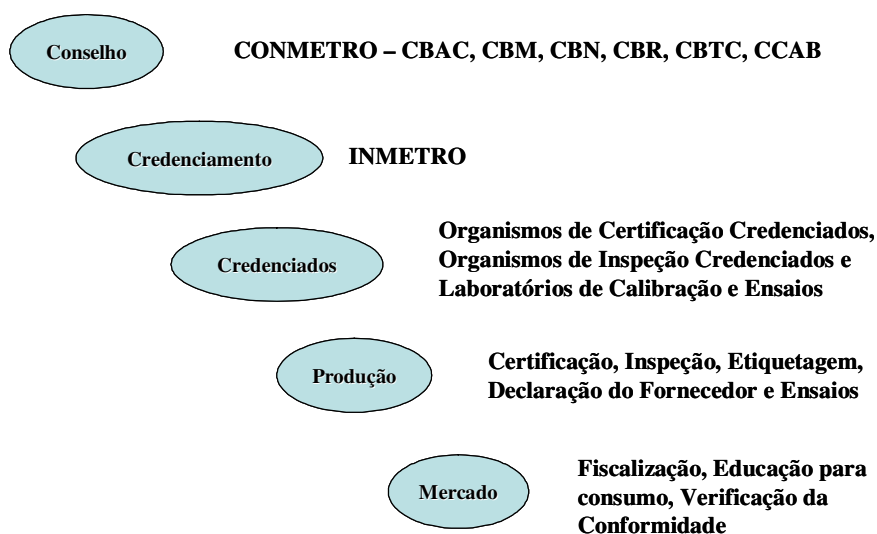 Conselho
CONMETRO – CBAC, CBM, CBN, CBR, CBTC, CCAB
Credenciamento
INMETRO
Credenciados
Organismos de Certificação Credenciados,
Organismos de Inspeção Credenciados e
Laboratórios de Calibração e Ensaios
Produção
Certificação, Inspeção, Etiquetagem,
Declaração do Fornecedor e Ensaios
Mercado
Fiscalização, Educação para
consumo, Verificação da
Conformidade